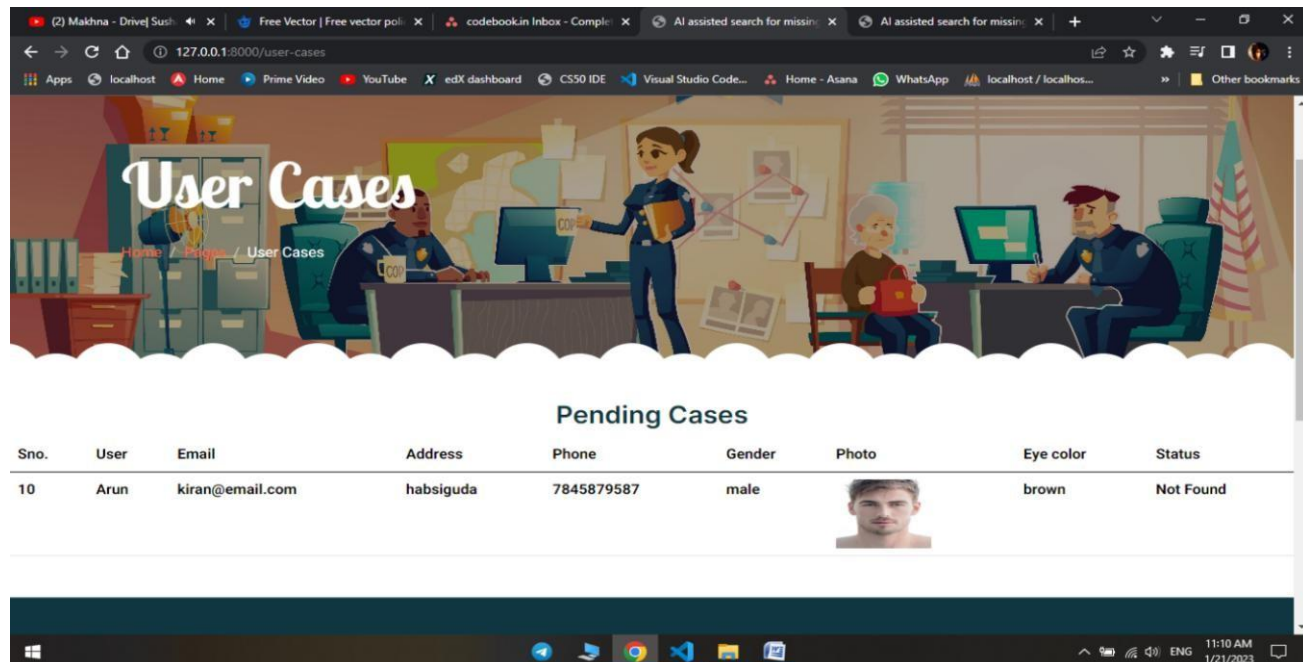 (2) Makhna - Drive| Sush
Free Vector | Free vector poli
codebook.in Inbox - Comple
AI assisted search for missing
AI assisted search for missing
127.0.0.1:8000/user-cases
Apps localhost Home Prime Video YouTube edX dashboard CS50 IDE Visual Studio Code... Home - Asana WhatsApp localhost / localhos... » Other bookmarks
User Cases
Home / Pages / User Cases
COP
COP
Pending Cases
Sno. User Email Address Phone Gender Photo Eye color Status
10 Arun kiran@email.com habsiguda 7845879587 male brown Not Found
ENG 11:10 AM
1/21/2023